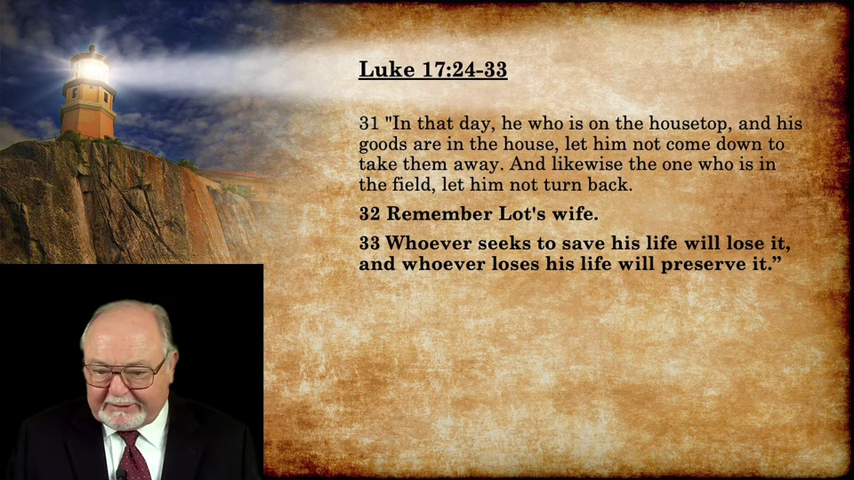 Luke 17:24-33
31 "In that day, he who is on the housetop, and his
goods are in the house, let him not come down to
take them away. And likewise the one who is in
the field, let him not turn back.
32 Remember Lot's wife.
33 Whoever seeks to save his life will lose it,
and whoever loses his life will preserve it.”